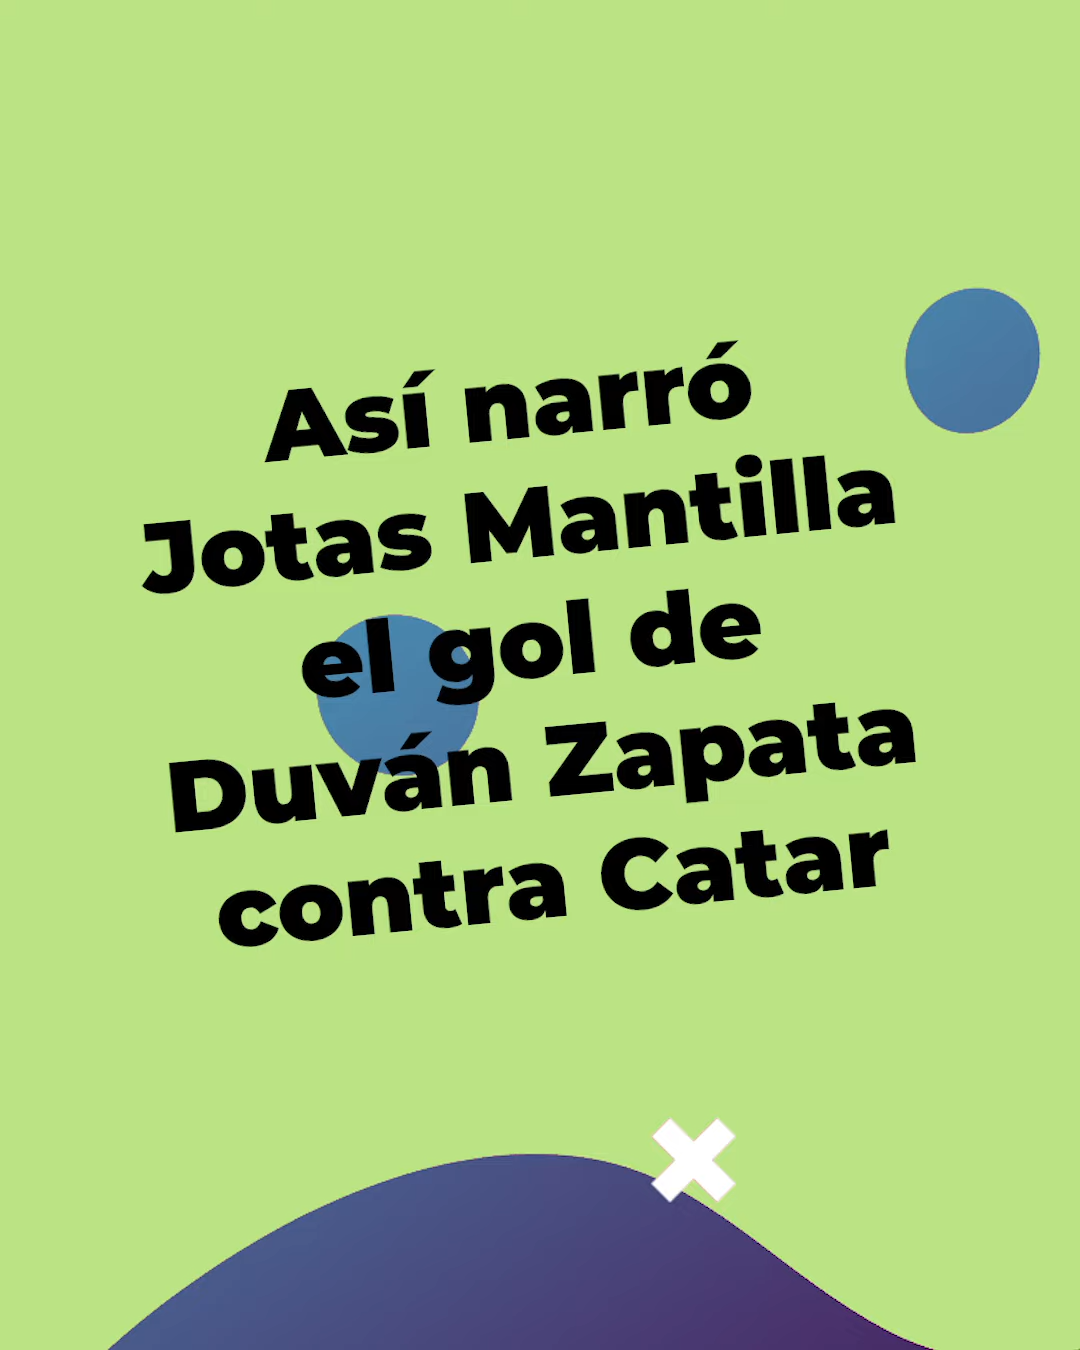 Así narró
Jotas Mantilla
el gol de
Duván Zapata
contra Catar